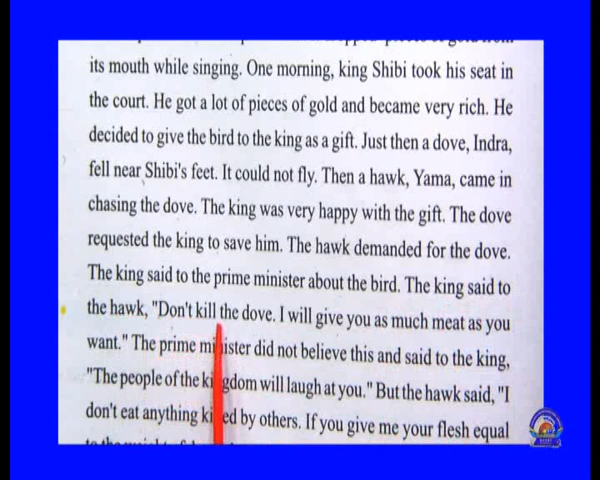 its mouth while singing. One morning, king Shibi took his seat in
the court. He got a lot of pieces of gold and became very rich. He
decided to give the bird to the king as a gift. Just then a dove, Indra,
fell near Shibi's feet. It could not fly. Then a hawk, Yama, came in
chasing the dove. The king was very happy with the gift. The dove
requested the king to save him. The hawk demanded for the dove.
The king said to the prime minister about the bird. The king said to
the hawk, "Don't kill the dove. I will give you as much meat as you
want." The prime minister did not believe this and said to the king,
"The people of the kingdom will laugh at you." But the hawk said, "I
don't eat anything killed by others. If you give me your flesh equal